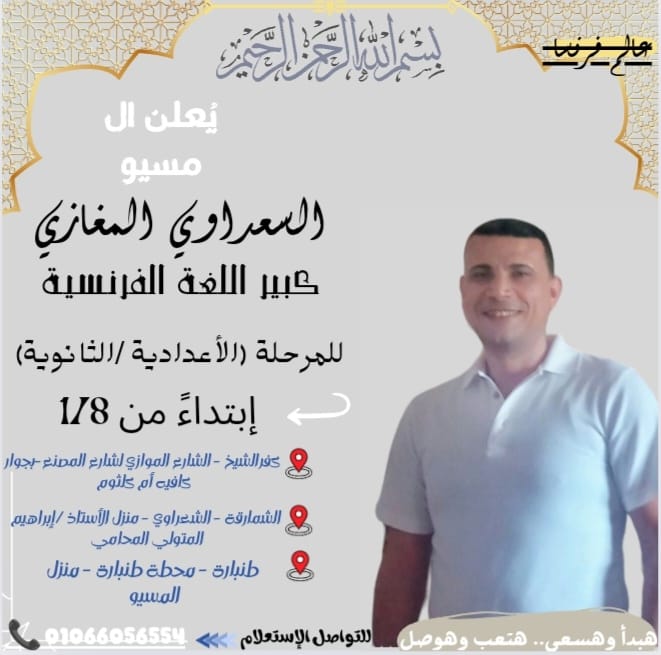 بسم الله الرحمن الرحيم
عالم فرنسا
يُعلن ال
مسيو
السعراوي المغازي
كبير اللغة الفرنسية
للمرحلة (الأعدادية /الثانوية)
إبتداءً من 1/8
كفرالشيخ - الشارع الموازي لشارع المصنع -بجوار
كافيه أم كلثوم
الشمارقة - الشعراوي - منزل الأستاذ /إبراهيم
المتولي المحامي
طنبارة - محطة طنبارة - منزل
المسيو
هبدأ وهسعى.. هتعب وهوصل
للتواصل الإستعلام
01066056554